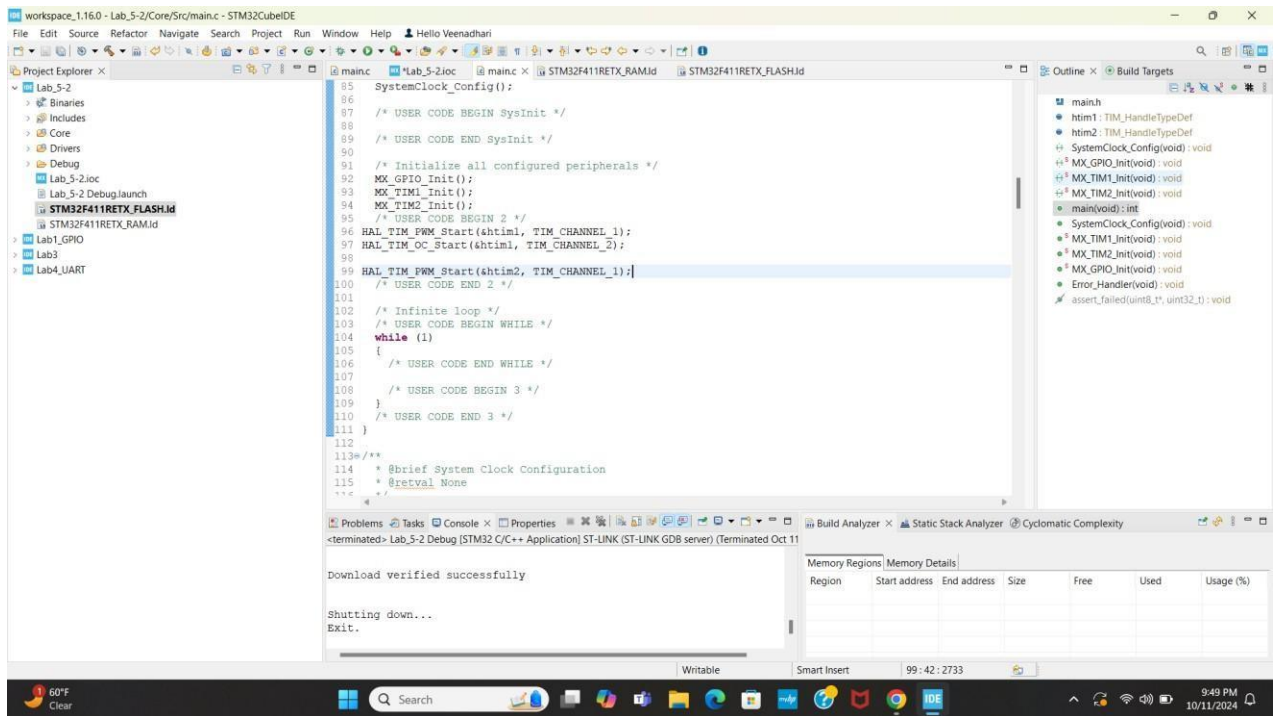 IDE workspace_1.16.0 - Lab_5-2/Core/Src/main.c - STM32CubeIDE
File Edit Source Refactor Navigate Search Project Run Window Help Hello Veenadhari
Project Explorer
Lab_5-2
Binaries
Includes
Core
Drivers
Debug
Lab_5-2.ioc
Lab_5-2 Debug.launch
STM32F411RETX_FLASH.ld
STM32F411RETX_RAM.ld
Lab1_GPIO
Lab3
Lab4_UART
main.c *Lab_5-2.ioc main.c STM32F411RETX_RAM.ld STM32F411RETX_FLASH.ld
85 SystemClock_Config();
86
87 /* USER CODE BEGIN SysInit */
88
89 /* USER CODE END SysInit */
90
91 /* Initialize all configured peripherals */
92 MX_GPIO_Init();
93 MX_TIM1_Init();
94 MX_TIM2_Init();
95 /* USER CODE BEGIN 2 */
96 HAL_TIM_PWM_Start(&htim1, TIM_CHANNEL_1);
97 HAL_TIM_OC_Start(&htim1, TIM_CHANNEL_2);
98
99 HAL_TIM_PWM_Start(&htim2, TIM_CHANNEL_1);
100 /* USER CODE END 2 */
101
102 /* Infinite loop */
103 /* USER CODE BEGIN WHILE */
104 while (1)
105 {
106 /* USER CODE END WHILE */
107
108 /* USER CODE BEGIN 3 */
109 }
110 /* USER CODE END 3 */
111 }
112
113 /**
114 * @brief System Clock Configuration
115 * @retval None
116 */
Outline Build Targets
main.h
htim1 : TIM_HandleTypeDef
htim2 : TIM_HandleTypeDef
SystemClock_Config(void) : void
MX_GPIO_Init(void) : void
MX_TIM1_Init(void) : void
MX_TIM2_Init(void) : void
main(void) : int
SystemClock_Config(void) : void
MX_TIM1_Init(void) : void
MX_TIM2_Init(void) : void
MX_GPIO_Init(void) : void
Error_Handler(void) : void
assert_failed(uint8_t*, uint32_t) : void
Problems Tasks Console Properties
<terminated> Lab_5-2 Debug [STM32 C/C++ Application] ST-LINK (ST-LINK GDB server) (Terminated Oct 11
Download verified successfully
Shutting down...
Exit.
Build Analyzer Static Stack Analyzer Cyclomatic Complexity
Memory Regions Memory Details
Region Start address End address Size Free Used Usage (%)
Writable Smart Insert 99 : 42 : 2733
60°F
Clear
Search
IDE
9:49 PM
10/11/2024